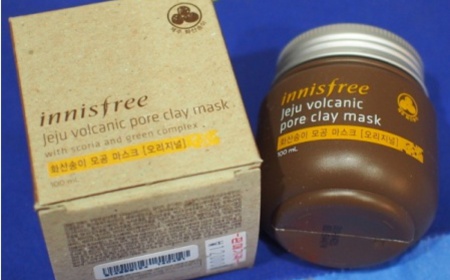 innisfree
Jeju volcanic pore clay mask
with scoria and green complex
화산송이 모공 마스크 [오리지널]
100 mL
innisfree
Jeju volcanic
pore clay mask
화산송이 모공 마스크 [오리지널]
100 mL